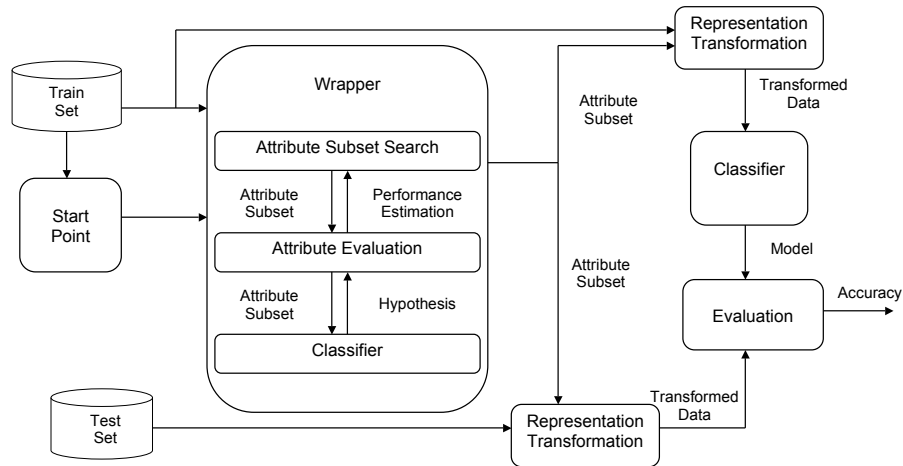 Train
Set
Start
Point
Test
Set
Wrapper
Attribute Subset Search
Attribute
Subset
Performance
Estimation
Attribute Evaluation
Attribute
Subset
Hypothesis
Classifier
Attribute
Subset
Attribute
Subset
Representation
Transformation
Transformed
Data
Representation
Transformation
Transformed
Data
Classifier
Model
Evaluation
Accuracy